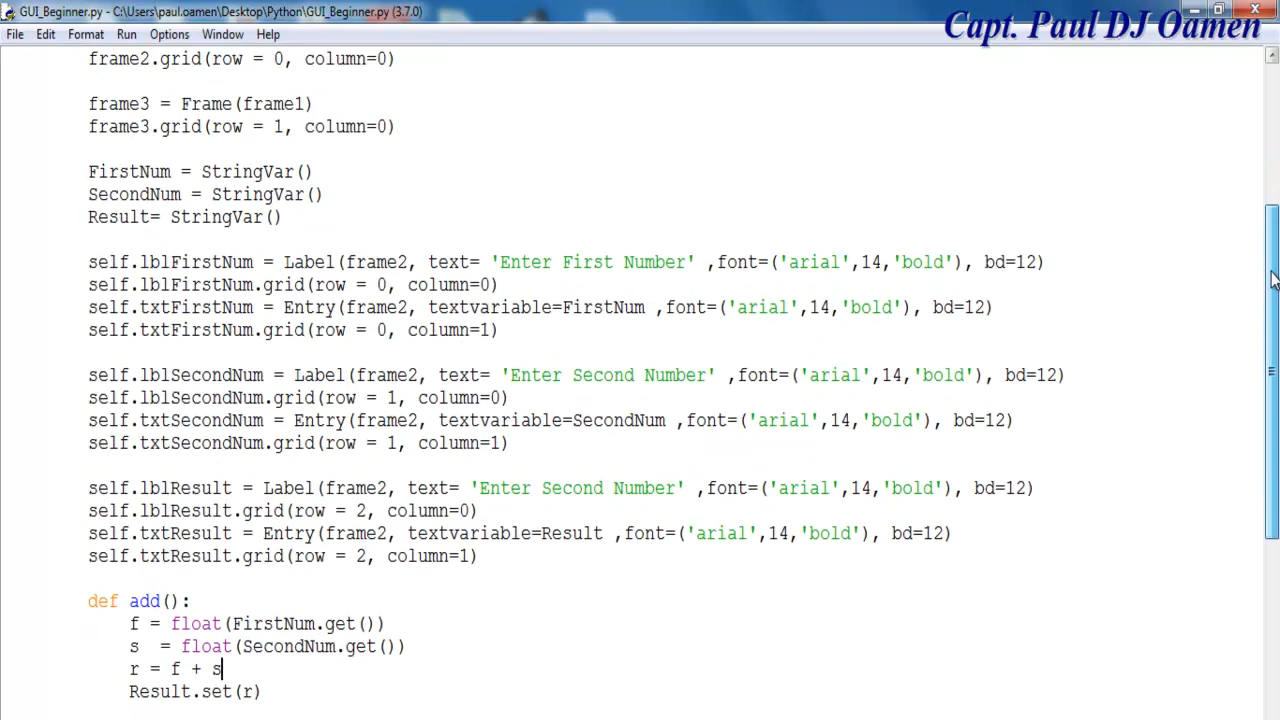 GUI_Beginner.py - C:\Users\paul.oamen\Desktop\Python\GUI_Beginner.py (3.7.0)
Capt. Paul DJ Oamen
File Edit Format Run Options Window Help
frame2.grid(row = 0, column=0)
frame3 = Frame(frame1)
frame3.grid(row = 1, column=0)
FirstNum = StringVar()
SecondNum = StringVar()
Result= StringVar()
self.lblFirstNum = Label(frame2, text= 'Enter First Number' ,font=('arial',14,'bold'), bd=12)
self.lblFirstNum.grid(row = 0, column=0)
self.txtFirstNum = Entry(frame2, textvariable=FirstNum ,font=('arial',14,'bold'), bd=12)
self.txtFirstNum.grid(row = 0, column=1)
self.lblSecondNum = Label(frame2, text= 'Enter Second Number' ,font=('arial',14,'bold'), bd=12)
self.lblSecondNum.grid(row = 1, column=0)
self.txtSecondNum = Entry(frame2, textvariable=SecondNum ,font=('arial',14,'bold'), bd=12)
self.txtSecondNum.grid(row = 1, column=1)
self.lblResult = Label(frame2, text= 'Enter Second Number' ,font=('arial',14,'bold'), bd=12)
self.lblResult.grid(row = 2, column=0)
self.txtResult = Entry(frame2, textvariable=Result ,font=('arial',14,'bold'), bd=12)
self.txtResult.grid(row = 2, column=1)
def add():
f = float(FirstNum.get())
s  = float(SecondNum.get())
r = f + s
Result.set(r)